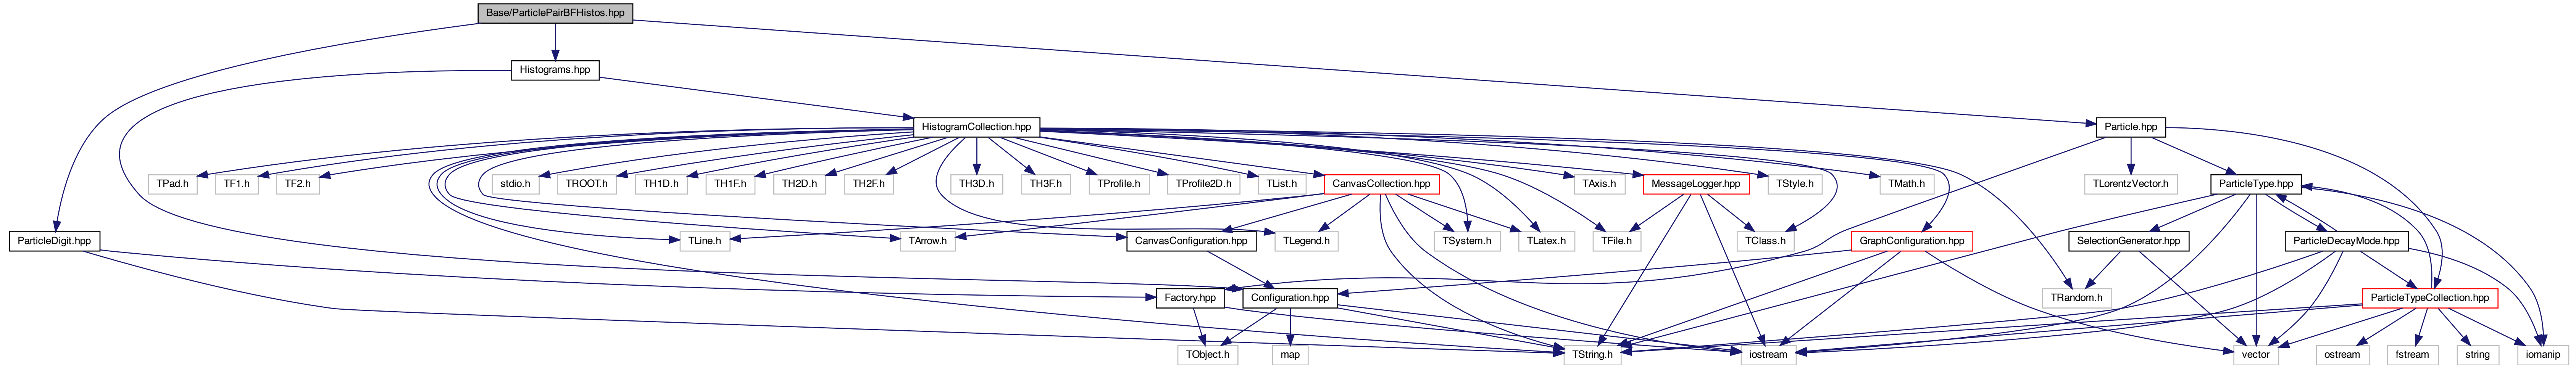 Base/ParticlePairBFHistos.hpp
Histograms.hpp
HistogramCollection.hpp
Particle.hpp
TPad.h
TF1.h
TF2.h
stdio.h
TROOT.h
TH1D.h
TH1F.h
TH2D.h
TH2F.h
TH3D.h
TH3F.h
TProfile.h
TProfile2D.h
TList.h
CanvasCollection.hpp
TAxis.h
MessageLogger.hpp
TStyle.h
TMath.h
TLorentzVector.h
ParticleType.hpp
ParticleDigit.hpp
TLine.h
TArrow.h
CanvasConfiguration.hpp
TLegend.h
TSystem.h
TLatex.h
TFile.h
TClass.h
GraphConfiguration.hpp
SelectionGenerator.hpp
ParticleDecayMode.hpp
Factory.hpp
Configuration.hpp
TRandom.h
ParticleTypeCollection.hpp
TObject.h
map
TString.h
iostream
vector
ostream
fstream
string
iomanip